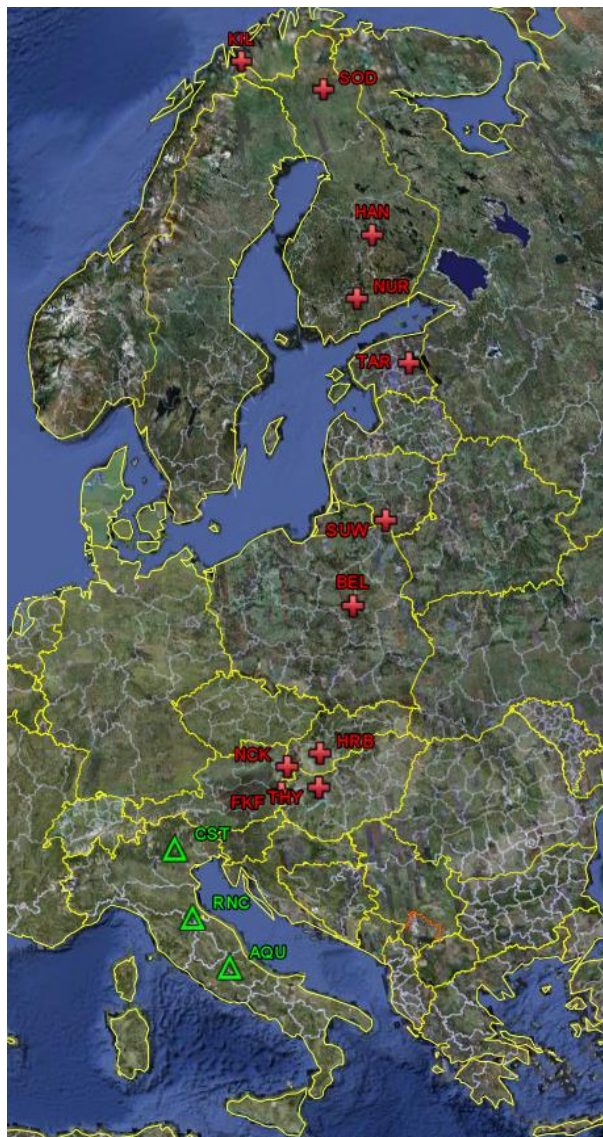 KIL
SOD
HAN
NUR
TAR
SUW
BEL
HRB
NCK
FKF
THY
CST
RNC
AQU